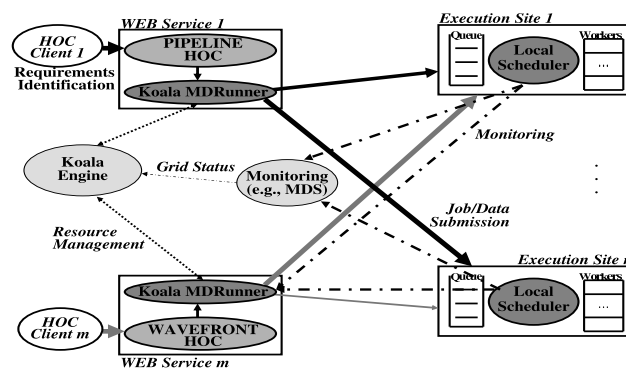 WEB Service 1
HOC
Client 1
Requirements
Identification
PIPELINE
HOC
Koala MDRunner
Execution Site 1
Queue
Workers
Local
Scheduler
...
Monitoring
Koala
Engine
Grid Status
Monitoring
(e.g., MDS)
Resource
Management
Job/Data
Submission
Execution Site n
Queue
Workers
Local
Scheduler
...
Koala MDRunner
HOC
Client m
WAVEFRONT
HOC
WEB Service m